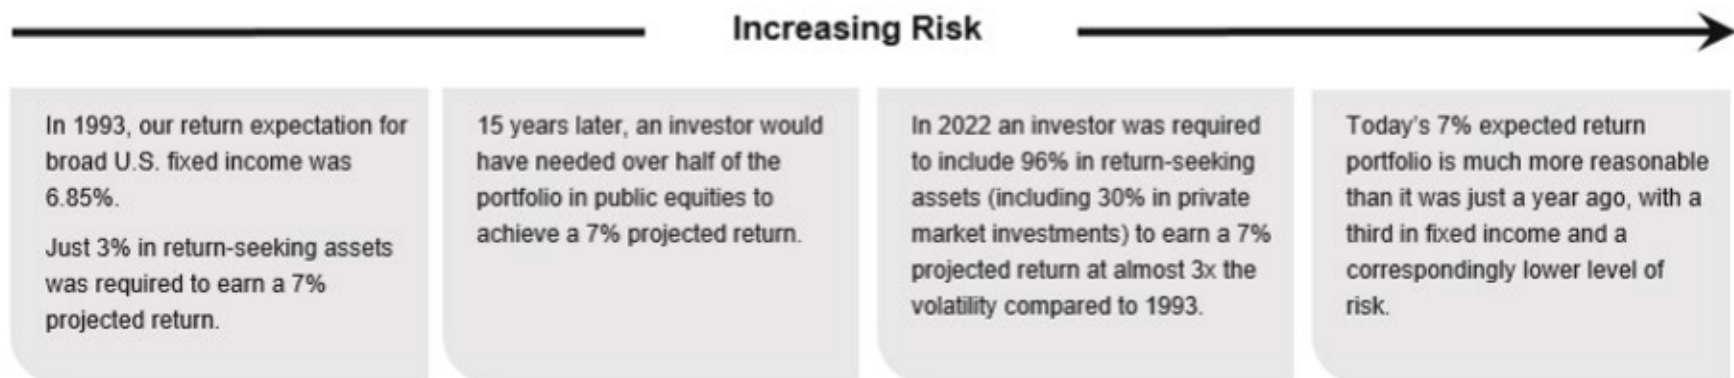 Increasing Risk
In 1993, our return expectation for
broad U.S. fixed income was
6.85%.
Just 3% in return-seeking assets
was required to earn a 7%
projected return.
15 years later, an investor would
have needed over half of the
portfolio in public equities to
achieve a 7% projected return.
In 2022 an investor was required
to include 96% in return-seeking
assets (including 30% in private
market investments) to earn a 7%
projected return at almost 3x the
volatility compared to 1993.
Today's 7% expected return
portfolio is much more reasonable
than it was just a year ago, with a
third in fixed income and a
correspondingly lower level of
risk.